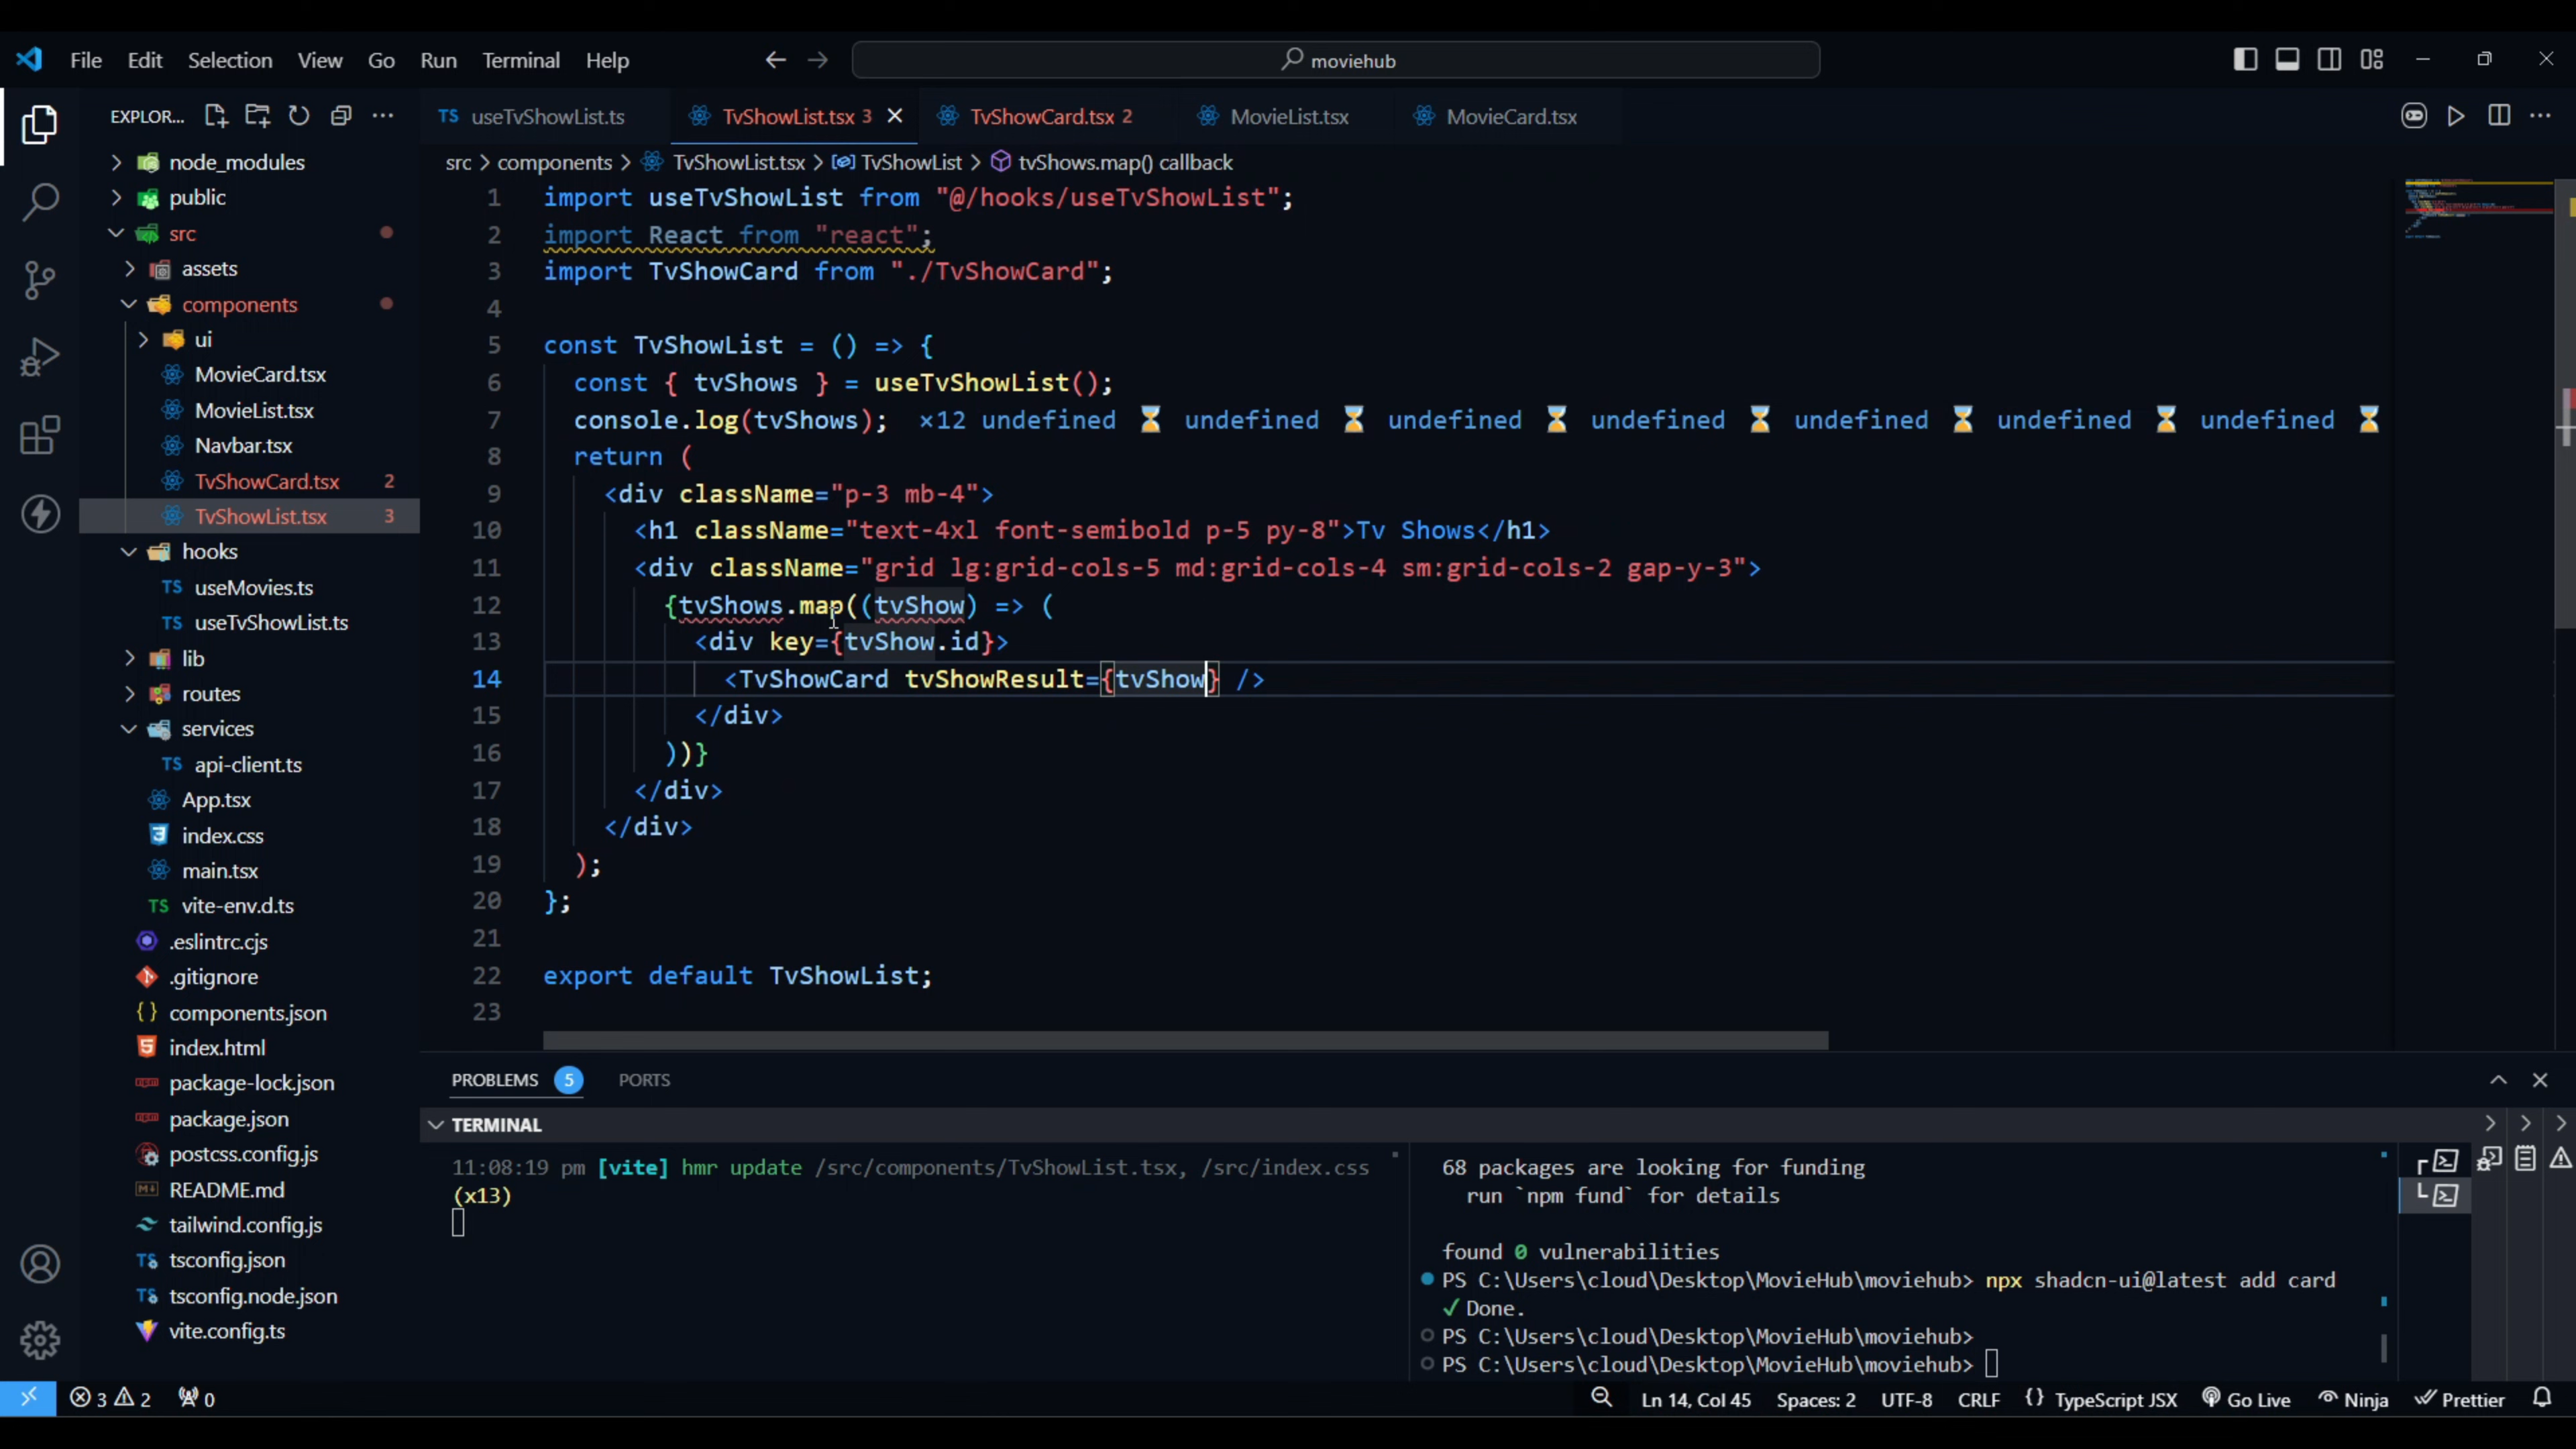 File Edit Selection View Go Run Terminal Help moviehub
EXPLOR...
node_modules
public
src
assets
components
ui
MovieCard.tsx
MovieList.tsx
Navbar.tsx
TvShowCard.tsx 2
TvShowList.tsx 3
hooks
TS useMovies.ts
TS useTvShowList.ts
lib
routes
services
TS api-client.ts
App.tsx
index.css
main.tsx
TS vite-env.d.ts
.eslintrc.cjs
.gitignore
{} components.json
index.html
package-lock.json
package.json
postcss.config.js
README.md
tailwind.config.js
tsconfig.json
tsconfig.node.json
vite.config.ts
TS useTvShowList.ts TvShowList.tsx 3 TvShowCard.tsx 2 MovieList.tsx MovieCard.tsx
src > components > TvShowList.tsx > TvShowList > tvShows.map() callback
1 import useTvShowList from "@/hooks/useTvShowList";
2 import React from "react";
3 import TvShowCard from "./TvShowCard";
4
5 const TvShowList = () => {
6 const { tvShows } = useTvShowList();
7 console.log(tvShows); ×12 undefined ⌛ undefined ⌛ undefined ⌛ undefined ⌛ undefined ⌛ undefined ⌛ undefined ⌛
8 return (
9 <div className="p-3 mb-4">
10 <h1 className="text-4xl font-semibold p-5 py-8">Tv Shows</h1>
11 <div className="grid lg:grid-cols-5 md:grid-cols-4 sm:grid-cols-2 gap-y-3">
12 {tvShows.map((tvShow) => (
13 <div key={tvShow.id}>
14 <TvShowCard tvShowResult={tvShow} />
15 </div>
16 ))}
17 </div>
18 </div>
19 );
20 };
21
22 export default TvShowList;
23
PROBLEMS 5 PORTS
TERMINAL
11:08:19 pm [vite] hmr update /src/components/TvShowList.tsx, /src/index.css
(x13)
68 packages are looking for funding
run `npm fund` for details
found 0 vulnerabilities
PS C:\Users\cloud\Desktop\MovieHub\moviehub> npx shadcn-ui@latest add card
✓ Done.
PS C:\Users\cloud\Desktop\MovieHub\moviehub>
PS C:\Users\cloud\Desktop\MovieHub\moviehub>
3 2 0 Ln 14, Col 45 Spaces: 2 UTF-8 CRLF {} TypeScript JSX Go Live Ninja Prettier